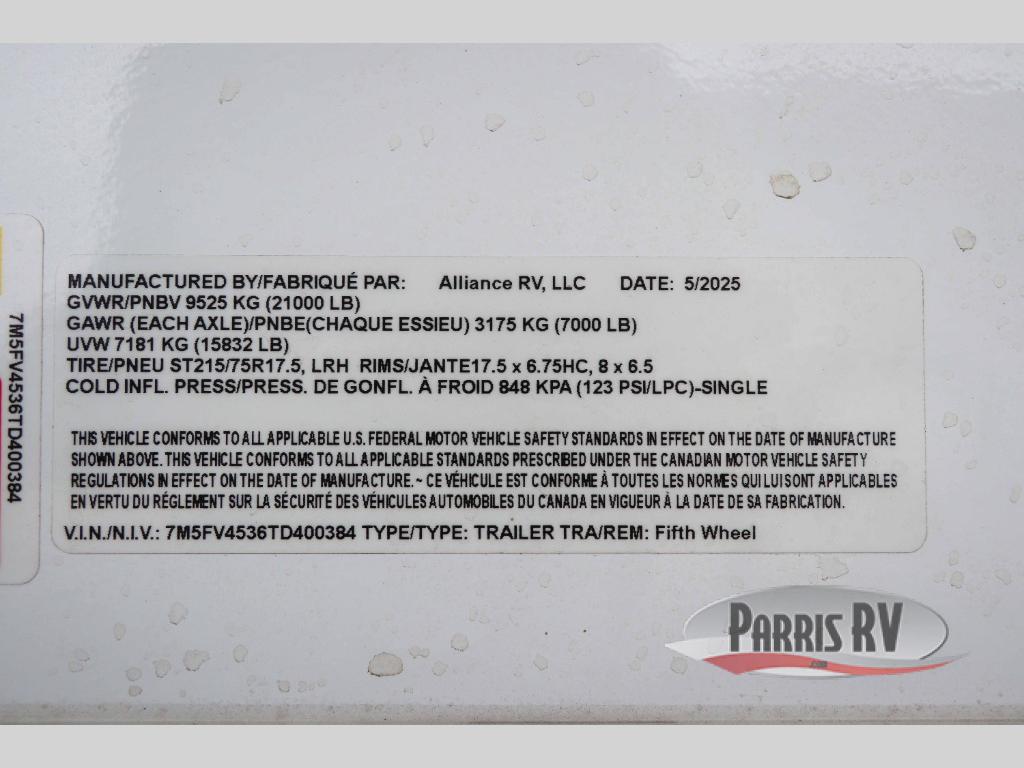 MANUFACTURED BY/FABRIQUÉ PAR: Alliance RV, LLC DATE: 5/2025
GVWR/PNBV 9525 KG (21000 LB)
GAWR (EACH AXLE)/PNBE(CHAQUE ESSIEU) 3175 KG (7000 LB)
UVW 7181 KG (15832 LB)
TIRE/PNEU ST215/75R17.5, LRH RIMS/JANTE17.5 x 6.75HC, 8 x 6.5
COLD INFL. PRESS/PRESS. DE GONFL. À FROID 848 KPA (123 PSI/LPC)-SINGLE
THIS VEHICLE CONFORMS TO ALL APPLICABLE U.S. FEDERAL MOTOR VEHICLE SAFETY STANDARDS IN EFFECT ON THE DATE OF MANUFACTURE
SHOWN ABOVE. THIS VEHICLE CONFORMS TO ALL APPLICABLE STANDARDS PRESCRIBED UNDER THE CANADIAN MOTOR VEHICLE SAFETY
REGULATIONS IN EFFECT ON THE DATE OF MANUFACTURE. ~ CE VÉHICULE EST CONFORME À TOUTES LES NORMES QUI LUI SONT APPLICABLES
EN VERTU DU RÉGLEMENT SUR LA SÉCURITÉ DES VÉHICULES AUTOMOBILES DU CANADA EN VIGUEUR À LA DATE DE SA FABRICATION.
V.I.N./N.I.V.: 7M5FV4536TD400384 TYPE/TYPE: TRAILER TRA/REM: Fifth Wheel
7M5FV4536TD400384
PARRIS RV
.com